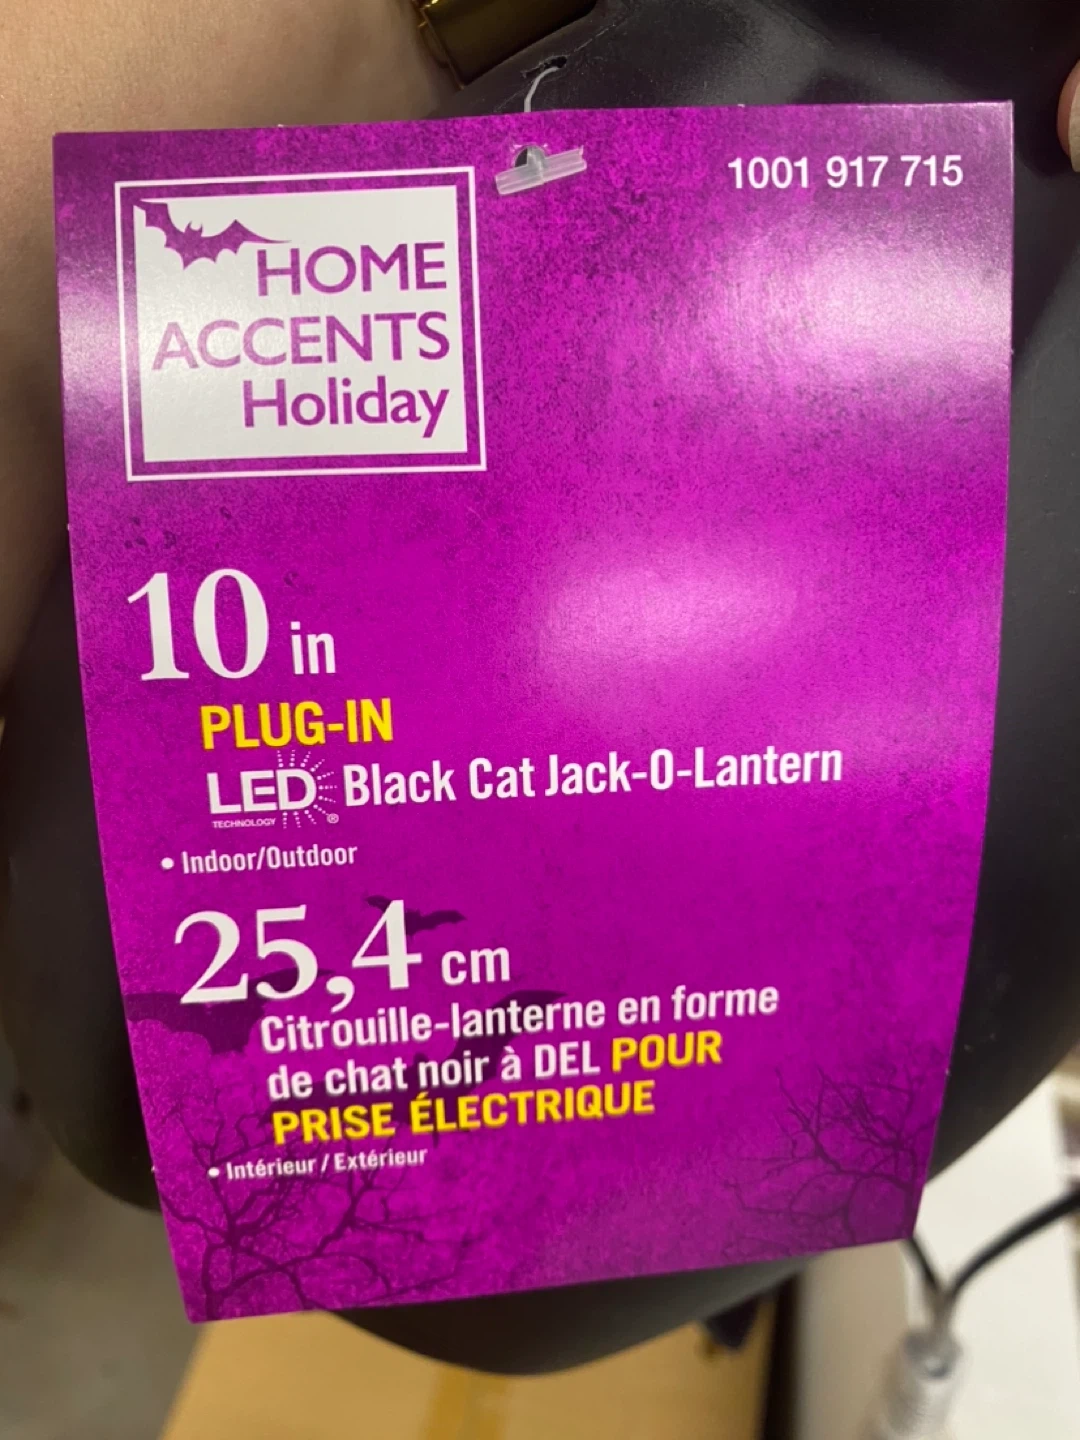 1001 917 715
HOME
ACCENTS
Holiday
10 in
PLUG-IN
LED Black Cat Jack-O-Lantern
TECHNOLOGY ®
• Indoor/Outdoor
25,4 cm
Citrouille-lanterne en forme
de chat noir à DEL POUR
PRISE ÉLECTRIQUE
• Intérieur / Extérieur